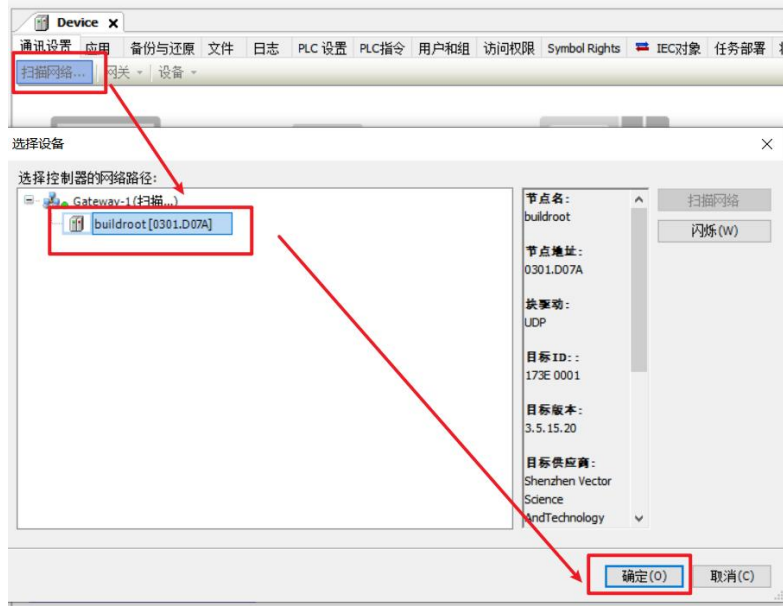 Device
通讯设置 应用 备份与还原 文件 日志 PLC 设置 PLC指令 用户和组 访问权限 Symbol Rights IEC对象 任务部署
扫描网络... 网关 设备
选择设备
选择控制器的网络路径:
Gateway-1(扫描...)
buildroot [0301.D07A]
节点名:
buildroot
节点地址:
0301.D07A
块驱动:
UDP
目标ID::
173E 0001
目标版本:
3.5.15.20
目标供应商:
Shenzhen Vector
Science
AndTechnology
扫描网络
闪烁(W)
确定(O) 取消(C)